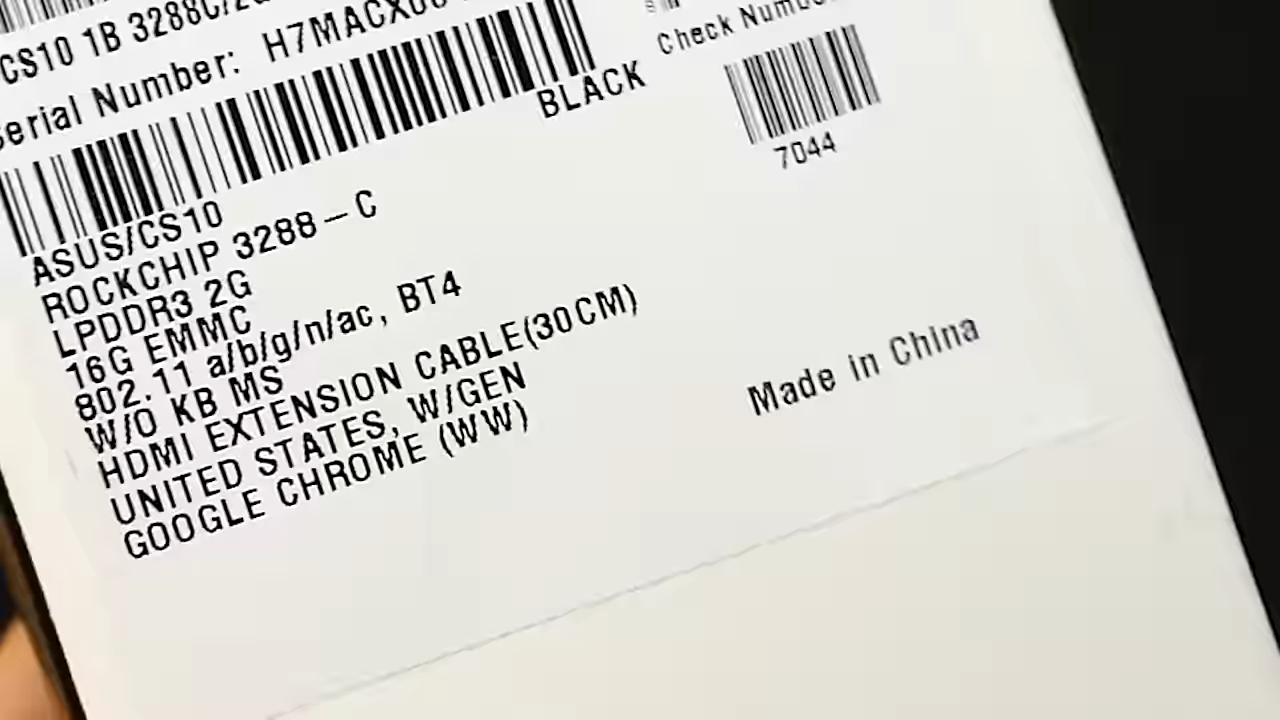 CS10 1B 3288C/2G
Serial Number: H7MACX0
Check Number
BLACK
7044
ASUS/CS10
ROCKCHIP 3288 – C
LPDDR3 2G
16G EMMC
802.11 a/b/g/n/ac, BT4
W/O KB MS
HDMI EXTENSION CABLE(30CM)
UNITED STATES, W/GEN
GOOGLE CHROME (WW)
Made in China